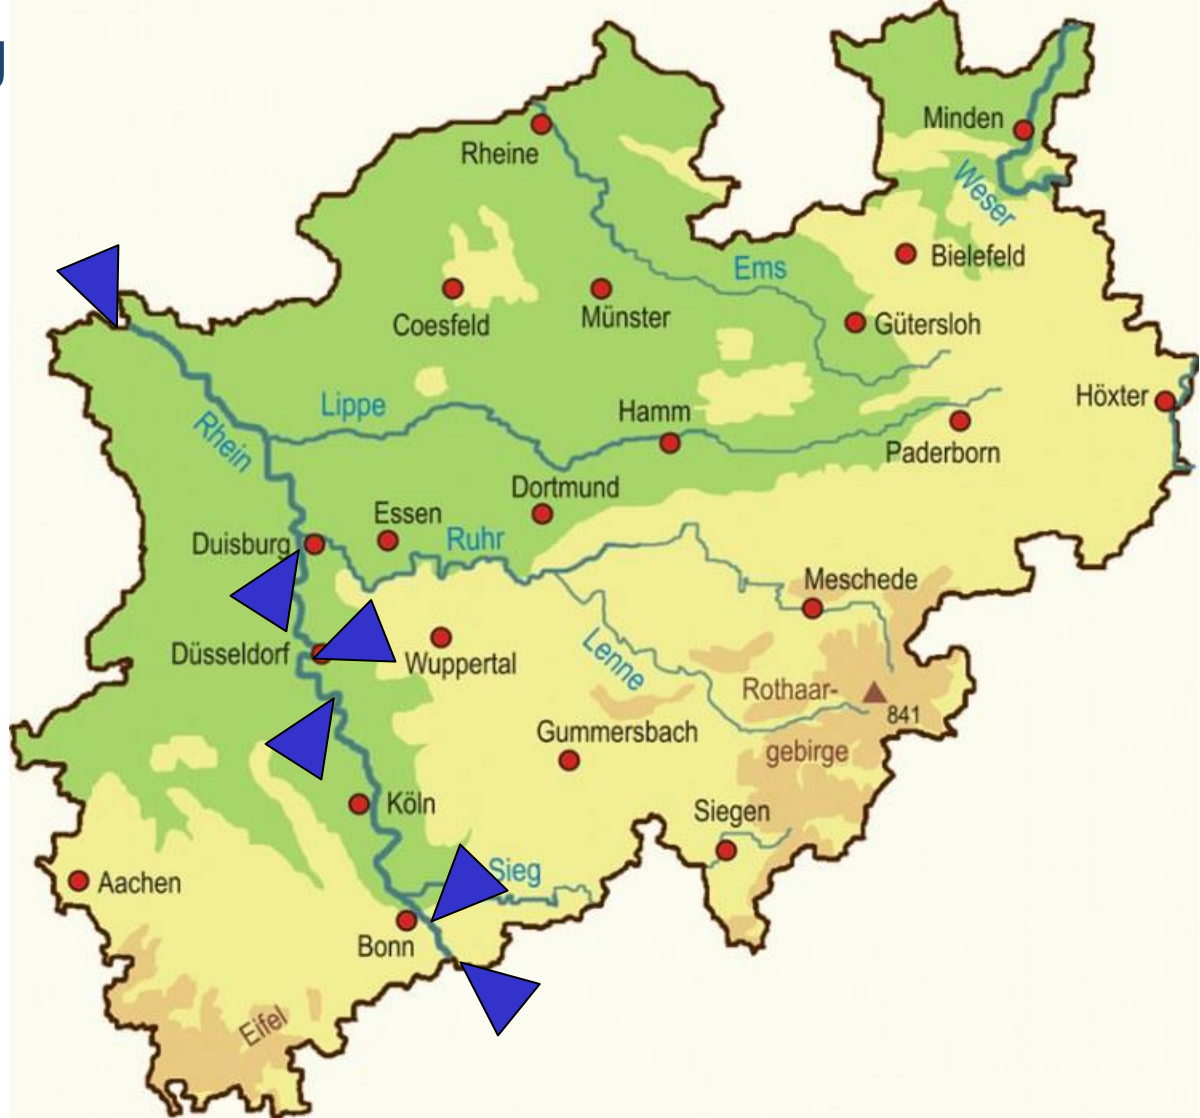 Minden
Rheine
Weser
Bielefeld
Ems
Coesfeld
Münster
Gütersloh
Höxter
Lippe
Hamm
Rhein
Paderborn
Dortmund
Essen
Duisburg
Ruhr
Meschede
Düsseldorf
Wuppertal
Lenne
Rothaar-
841
gebirge
Gummersbach
Köln
Siegen
Sieg
Aachen
Bonn
Eifel